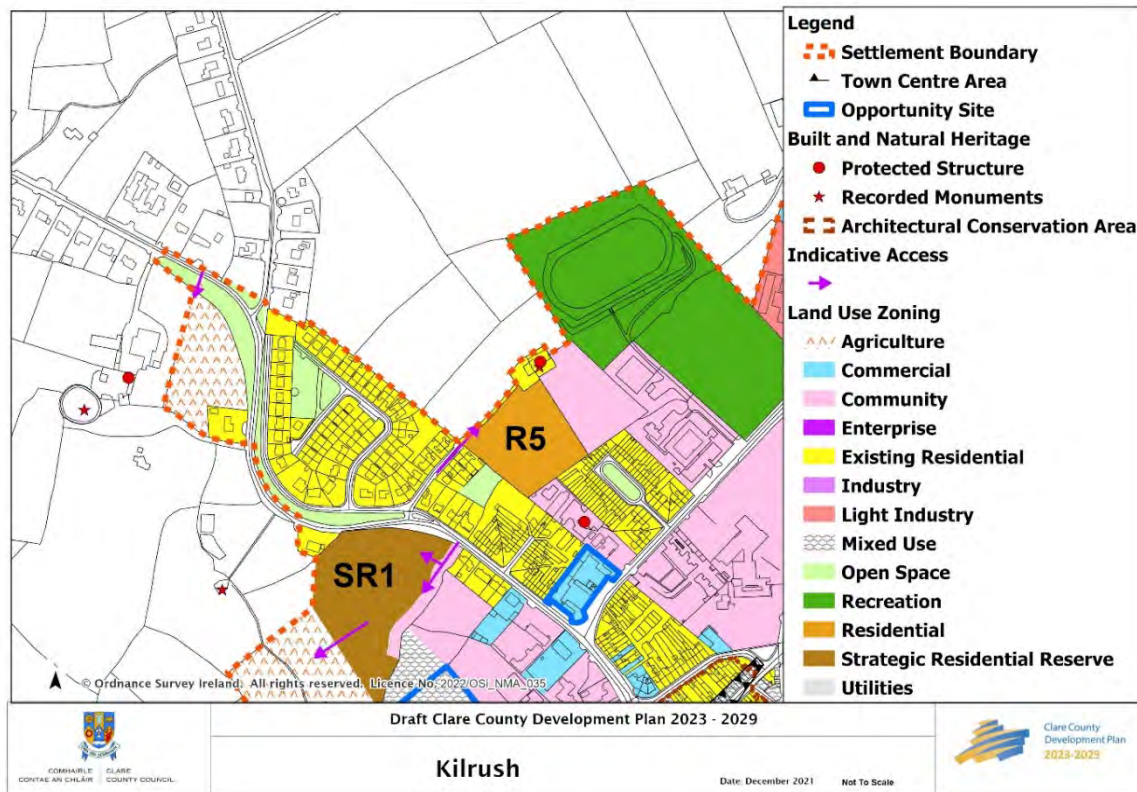 Legend
Settlement Boundary
Town Centre Area
Opportunity Site
Built and Natural Heritage
Protected Structure
Recorded Monuments
Architectural Conservation Area
Indicative Access
Land Use Zoning
Agriculture
Commercial
Community
Enterprise
Existing Residential
Industry
Light Industry
Mixed Use
Open Space
Recreation
Residential
Strategic Residential Reserve
Utilities
R5
SR1
© Ordnance Survey Ireland. All rights reserved. Licence No. 2022/OSi_NMA_035
Draft Clare County Development Plan 2023 - 2029
Kilrush
Date: December 2021 Not To Scale
COMHAIRLE CONTAE AN CHLÁIR
CLARE COUNTY COUNCIL
Clare County
Development Plan
2023-2029